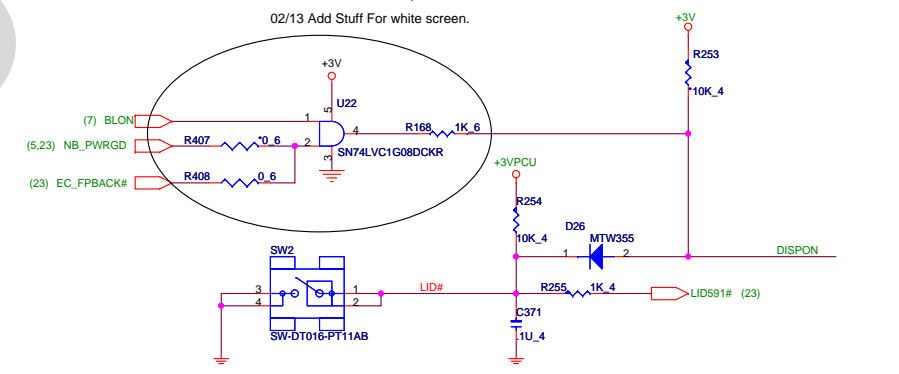 02/13 Add Stuff For white screen.
+3V
+3V
R253
*10K_4
U22
5
(7) BLON
1
4
R168 1K_6
(5,23) NB_PWRGD
R407
*0_6
2
SN74LVC1G08DCKR
3
(23) EC_FPBACK#
R408
0_6
+3VPCU
R254
10K_4
D26
MTW355
1
2
DISPON
SW2
3
4
1
2
LID#
R255 1K_4
LID591# (23)
C371
.1U_4
SW-DT016-PT11AB